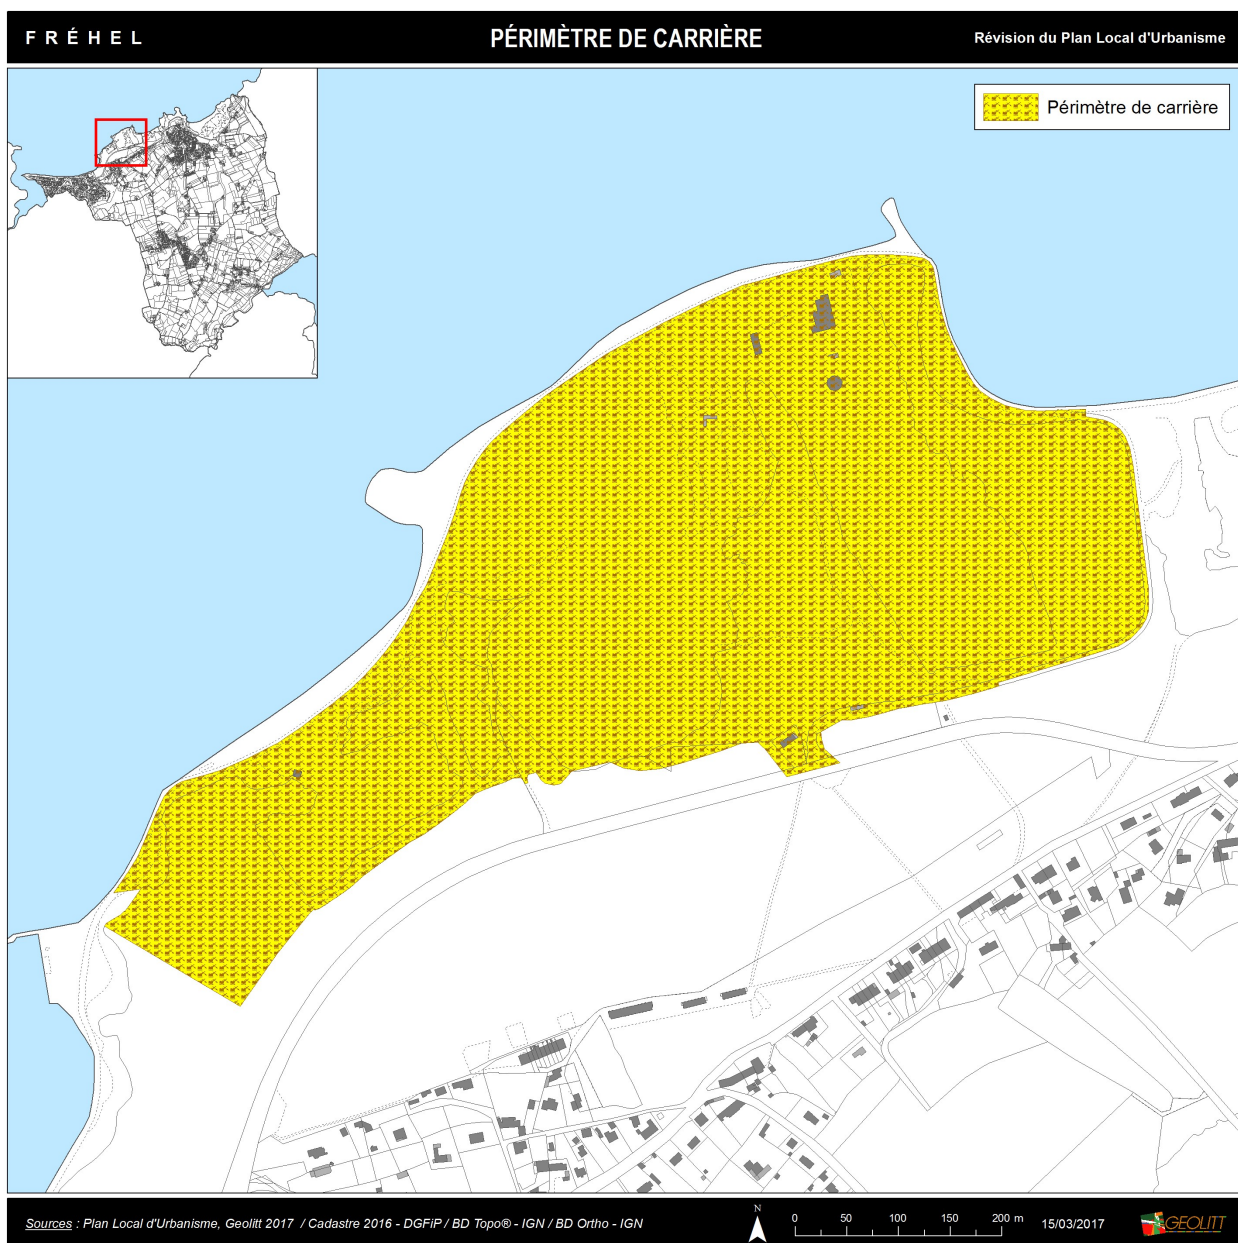 FRÉHEL
PÉRIMÈTRE DE CARRIÈRE
Révision du Plan Local d'Urbanisme
Périmètre de carrière
Sources : Plan Local d'Urbanisme, Geolitt 2017 / Cadastre 2016 - DGFiP / BD Topo® - IGN / BD Ortho - IGN
N
0 50 100 150 200 m
15/03/2017
GEOLITT